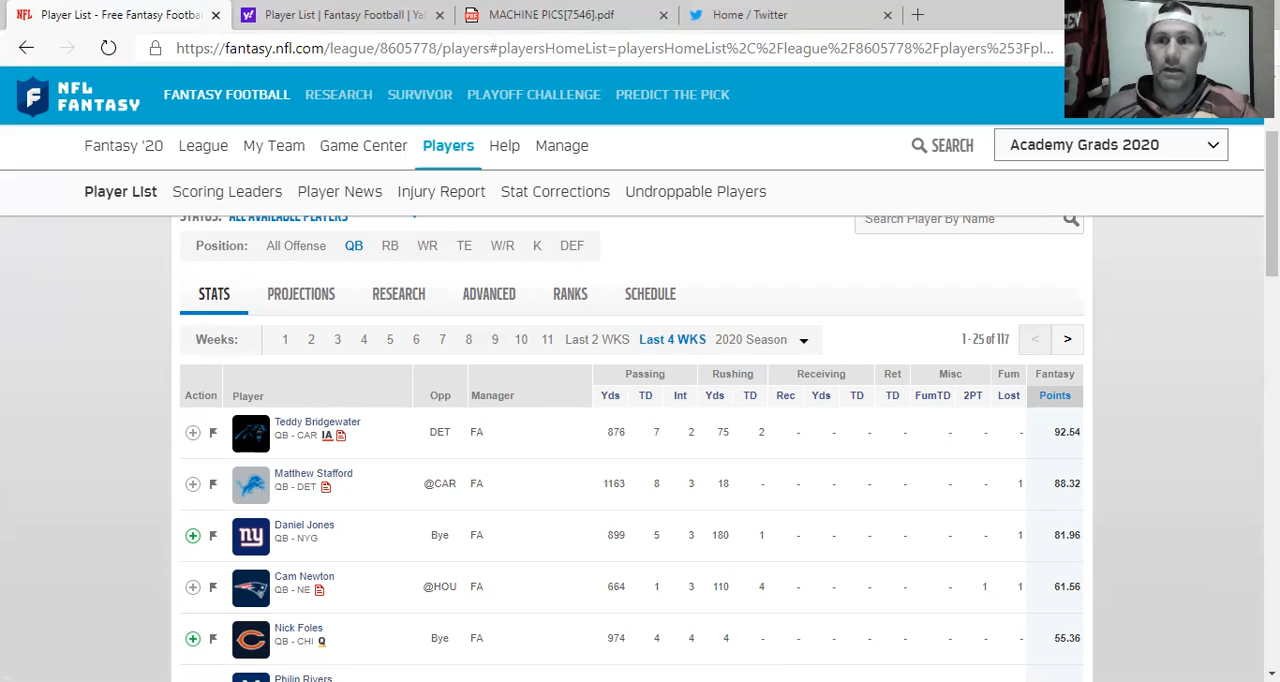 NFL Player List - Free Fantasy Footba
Player List | Fantasy Football | Ya
MACHINE PICS[7546].pdf
Home / Twitter
https://fantasy.nfl.com/league/8605778/players#playersHomeList=playersHomeList%2C%2Fleague%2F8605778%2Fplayers%253Fpl...
NFL FANTASY FANTASY FOOTBALL RESEARCH SURVIVOR PLAYOFF CHALLENGE PREDICT THE PICK
Fantasy '20 League My Team Game Center Players Help Manage SEARCH Academy Grads 2020
Player List Scoring Leaders Player News Injury Report Stat Corrections Undroppable Players
STATUS: ALL AVAILABLE PLAYERS Search Player By Name
Position: All Offense QB RB WR TE W/R K DEF
STATS PROJECTIONS RESEARCH ADVANCED RANKS SCHEDULE
Weeks: 1 2 3 4 5 6 7 8 9 10 11 Last 2 WKS Last 4 WKS 2020 Season 1 - 25 of 117 < >
Passing Rushing Receiving Ret Misc Fum Fantasy
Action Player Opp Manager Yds TD Int Yds TD Rec Yds TD TD FumTD 2PT Lost Points
Teddy Bridgewater
QB - CAR IA DET FA 876 7 2 75 2 - - - - - - - 92.54
Matthew Stafford
QB - DET @CAR FA 1163 8 3 18 - - - - - - - 1 88.32
Daniel Jones
QB - NYG Bye FA 899 5 3 180 1 - - - - - - 1 81.96
Cam Newton
QB - NE @HOU FA 664 1 3 110 4 - - - - - 1 1 61.56
Nick Foles
QB - CHI Q Bye FA 974 4 4 4 - - - - - - - - 55.36
Philip Rivers